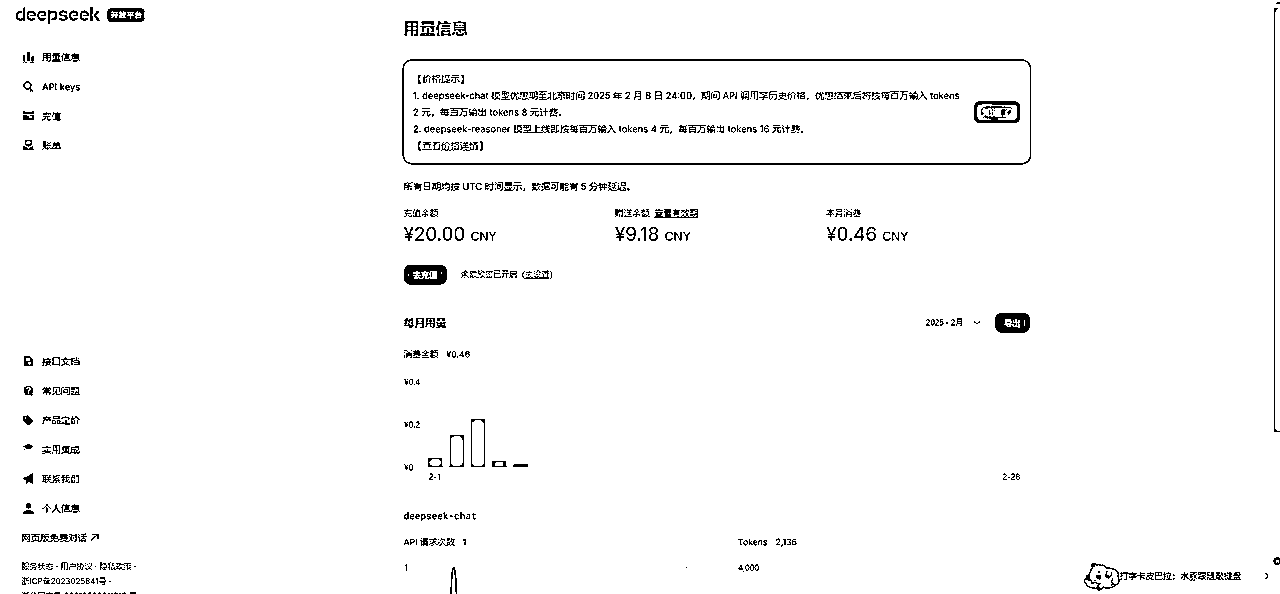 deepseek 开放平台
用量信息
API keys
充值
账单
接口文档
常见问题
产品定价
实用集成
联系我们
个人信息
网页版免费对话 ↗
服务状态 · 用户协议 · 隐私政策 ·
浙ICP备2023025841号 ·
用量信息
【价格提示】
1. deepseek-chat 模型优惠期至北京时间 2025 年 2 月 8 日 24:00，期间 API 调用享历史价格，优惠结束后将按每百万输入 tokens
2 元，每百万输出 tokens 8 元计费。
2. deepseek-reasoner 模型上线即按每百万输入 tokens 4 元，每百万输出 tokens 16 元计费。
【查看价格详情】
所有日期均按 UTC 时间显示，数据可能有 5 分钟延迟。
充值余额
¥20.00 CNY
赠送余额 查看有效期
¥9.18 CNY
本月消费
¥0.46 CNY
去充值
余额预警已开启（去设置）
每月用量
2025 - 2月
导出
消费金额 ¥0.46
¥0.4
¥0.2
¥0
2-1
2-28
deepseek-chat
API 请求次数 1
1
Tokens 2,136
4,000
打字卡皮巴拉：水豚跟随敲键盘